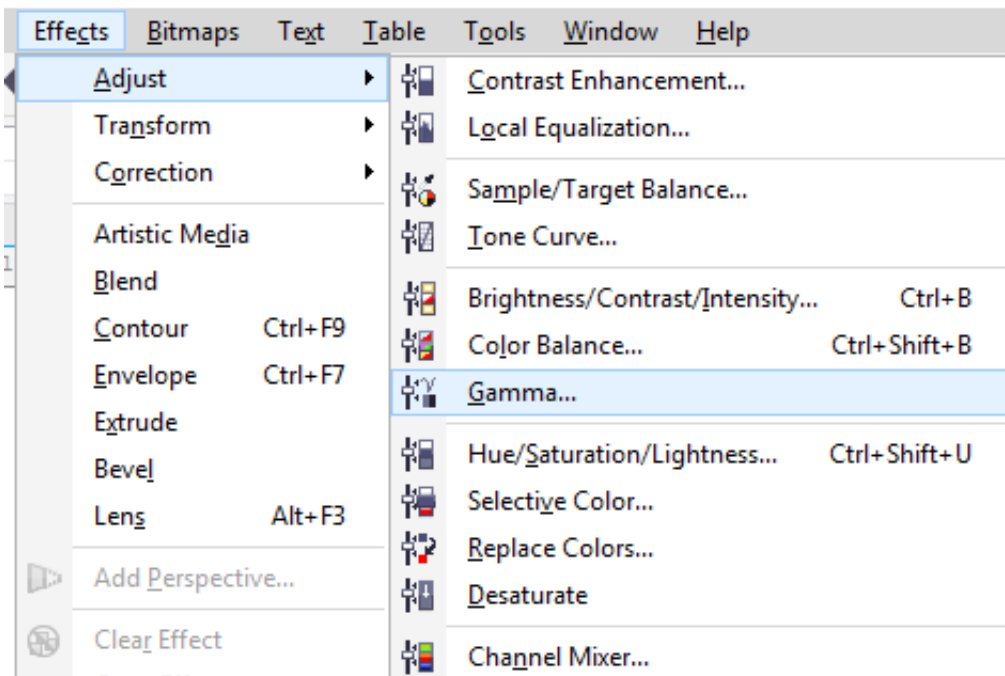 Effects Bitmaps Text Table Tools Window Help
Adjust
Transform
Correction
Artistic Media
Blend
Contour Ctrl+F9
Envelope Ctrl+F7
Extrude
Bevel
Lens Alt+F3
Add Perspective...
Clear Effect
Contrast Enhancement...
Local Equalization...
Sample/Target Balance...
Tone Curve...
Brightness/Contrast/Intensity... Ctrl+B
Color Balance... Ctrl+Shift+B
Gamma...
Hue/Saturation/Lightness... Ctrl+Shift+U
Selective Color...
Replace Colors...
Desaturate
Channel Mixer...